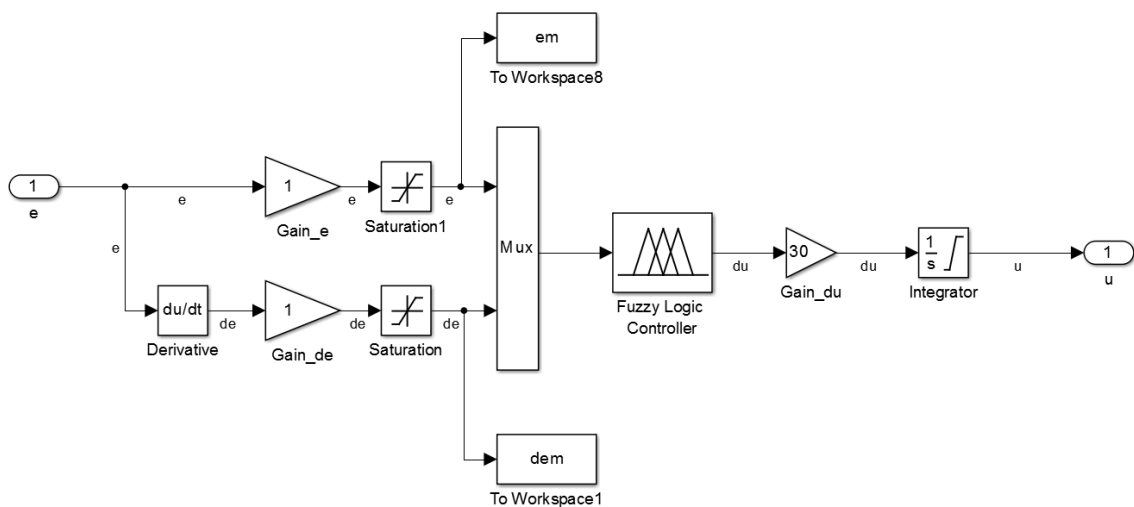 em
To Workspace8
1
e
e
e
1
Gain_e
e
Saturation1
e
du/dt
Derivative
de
1
Gain_de
de
Saturation
de
Mux
dem
To Workspace1
Fuzzy Logic
Controller
du
30
Gain_du
du
1
s
Integrator
u
1
u